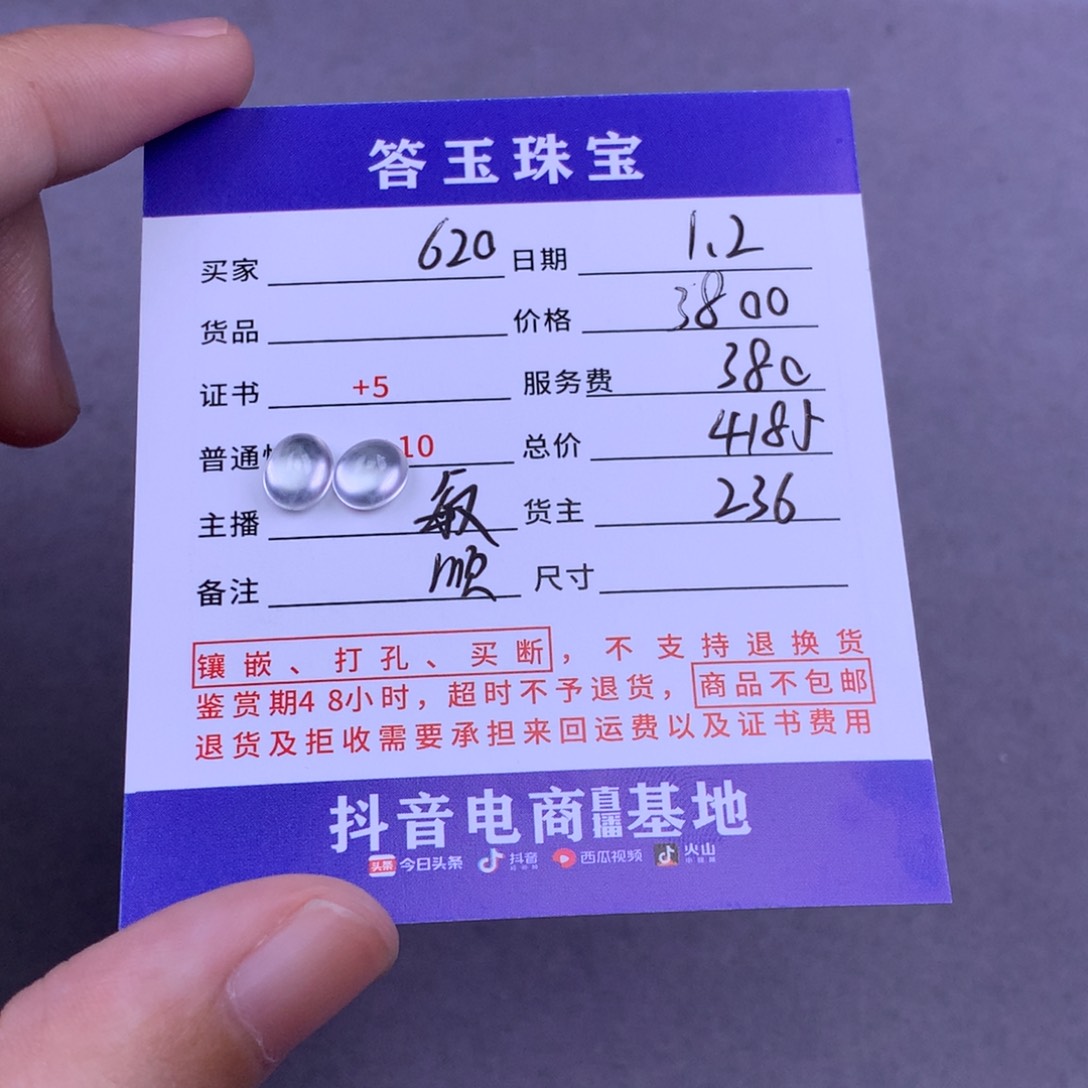 答玉珠宝
买家 620 日期 1.2
货品 价格 3800
证书 +5 服务费 380
普通 10 总价 4185
主播 敏 货主 236
备注 顺 尺寸
镶嵌、打孔、买断，不支持退换货
鉴赏期48小时，超时不予退货，商品不包邮
退货及拒收需要承担来回运费以及证书费用
抖音电商直播基地
头条 今日头条 抖音 西瓜视频 火山